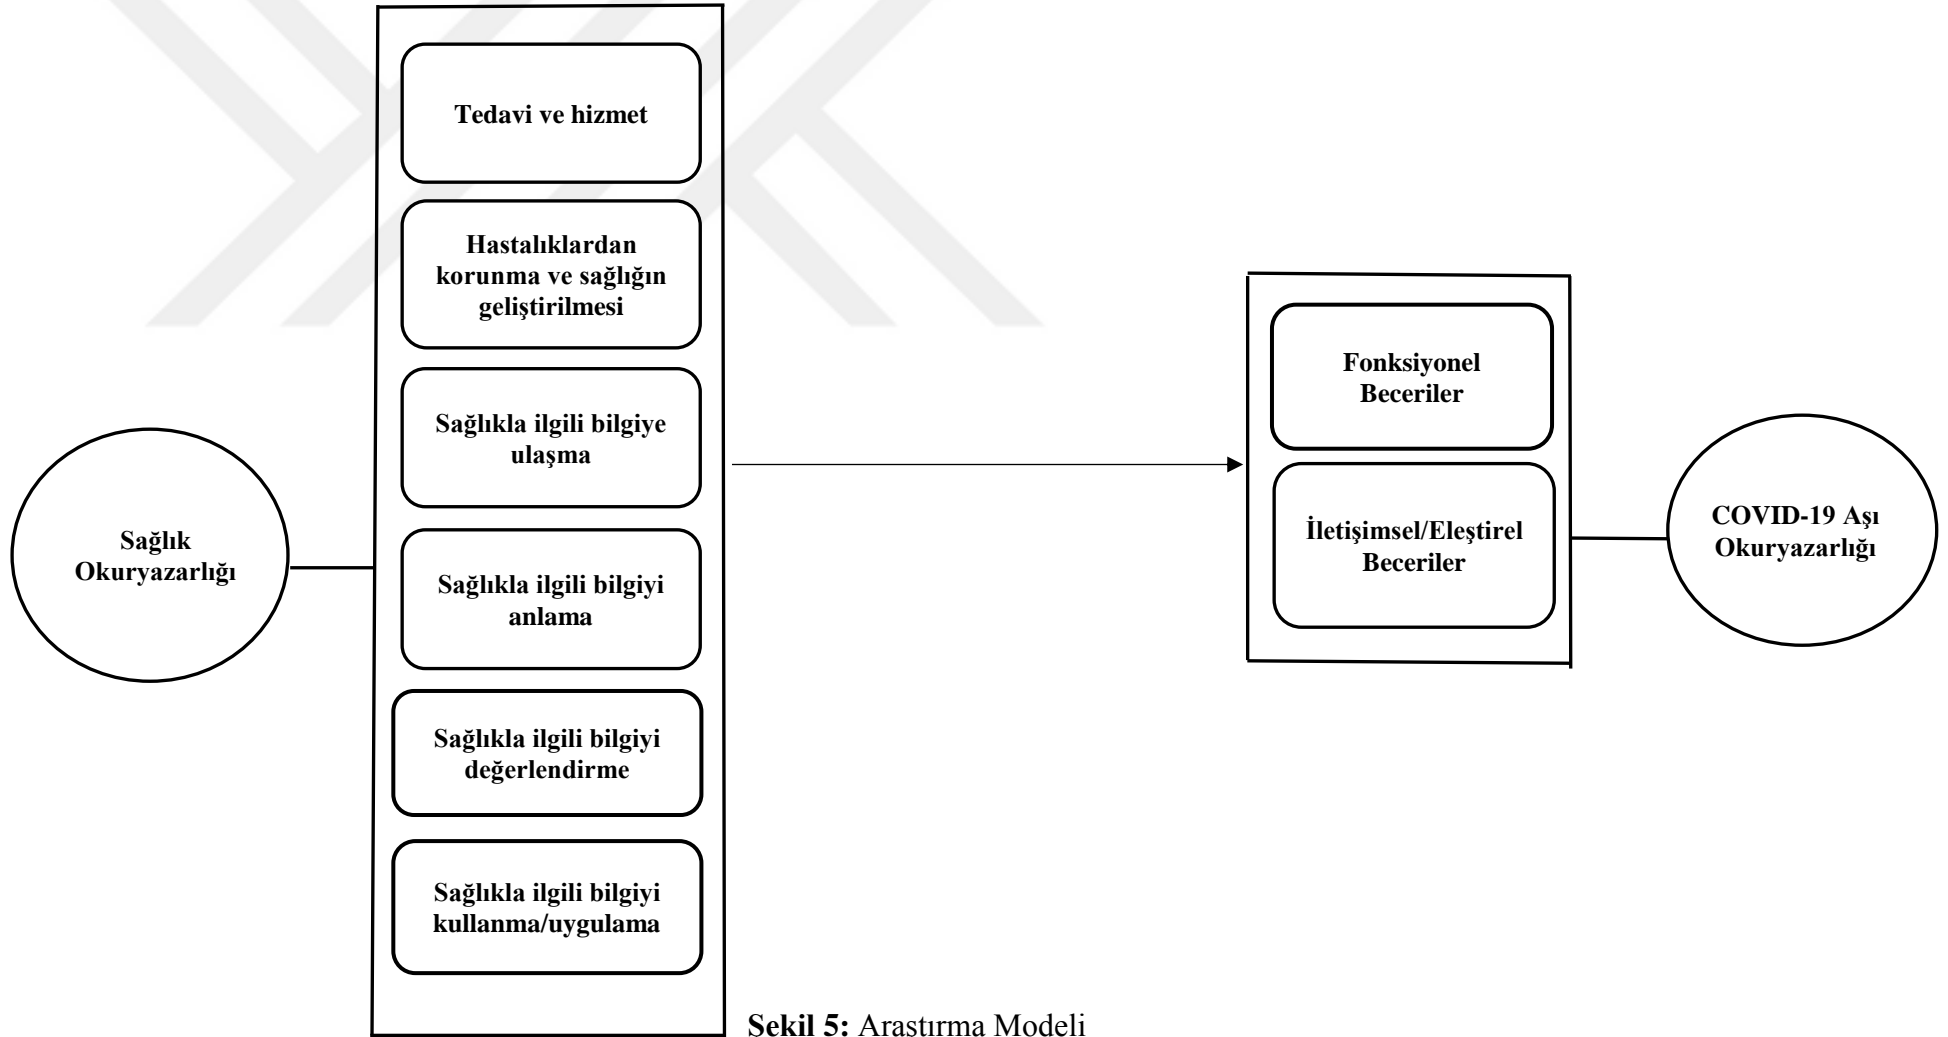 Tedavi ve hizmet
Hastalıklardan
korunma ve sağlığın
geliştirilmesi
Sağlıkla ilgili bilgiye
ulaşma
Sağlıkla ilgili bilgiyi
anlama
Sağlıkla ilgili bilgiyi
değerlendirme
Sağlıkla ilgili bilgiyi
kullanma/uygulama
Sağlık
Okuryazarlığı
Fonksiyonel
Beceriler
İletişimsel/Eleştirel
Beceriler
COVID-19 Aşı
Okuryazarlığı
Sekil 5: Arastırma Modeli